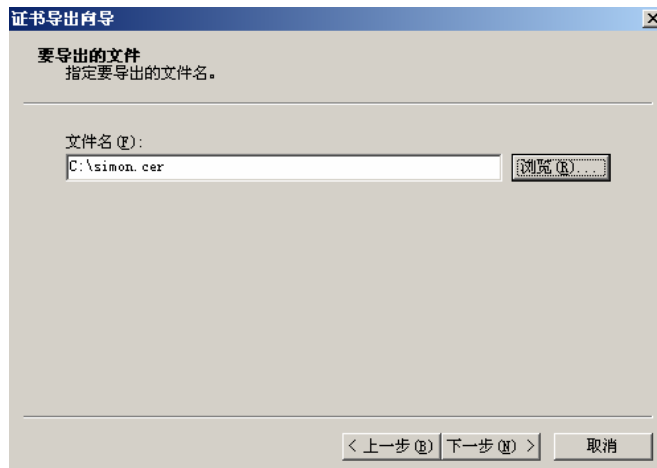 证书导出向导
要导出的文件
指定要导出的文件名。
文件名(F):
C:\simon.cer
浏览(R)...
< 上一步(B) 下一步(N) > 取消